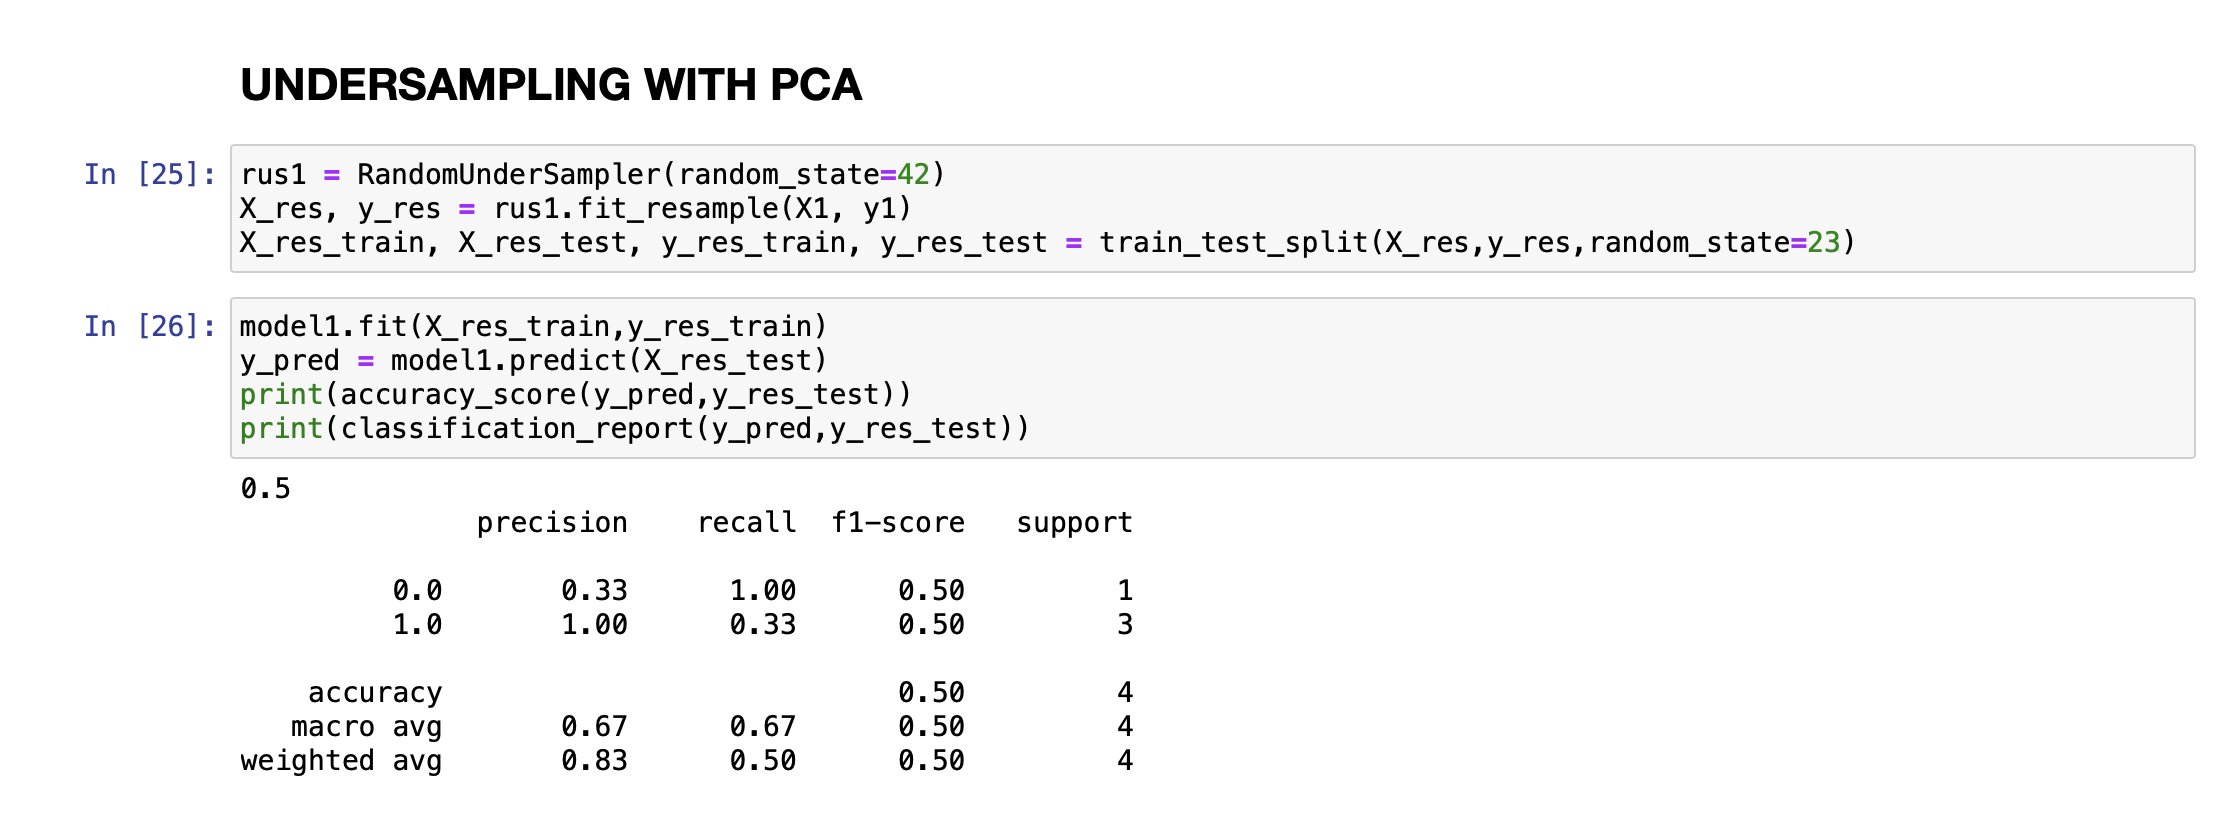 UNDERSAMPLING WITH PCA
In [25]: rus1 = RandomUnderSampler(random_state=42)
X_res, y_res = rus1.fit_resample(X1, y1)
X_res_train, X_res_test, y_res_train, y_res_test = train_test_split(X_res,y_res,random_state=23)
In [26]: model1.fit(X_res_train,y_res_train)
y_pred = model1.predict(X_res_test)
print(accuracy_score(y_pred,y_res_test))
print(classification_report(y_pred,y_res_test))
0.5
precision recall f1-score support
0.0 0.33 1.00 0.50 1
1.0 1.00 0.33 0.50 3
accuracy 0.50 4
macro avg 0.67 0.67 0.50 4
weighted avg 0.83 0.50 0.50 4